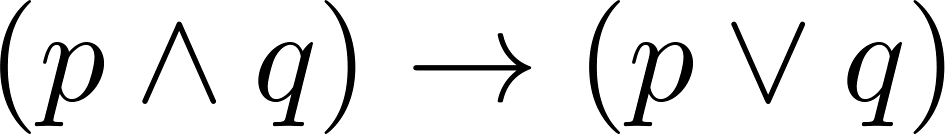 (p ∧ q) → (p ∨ q)